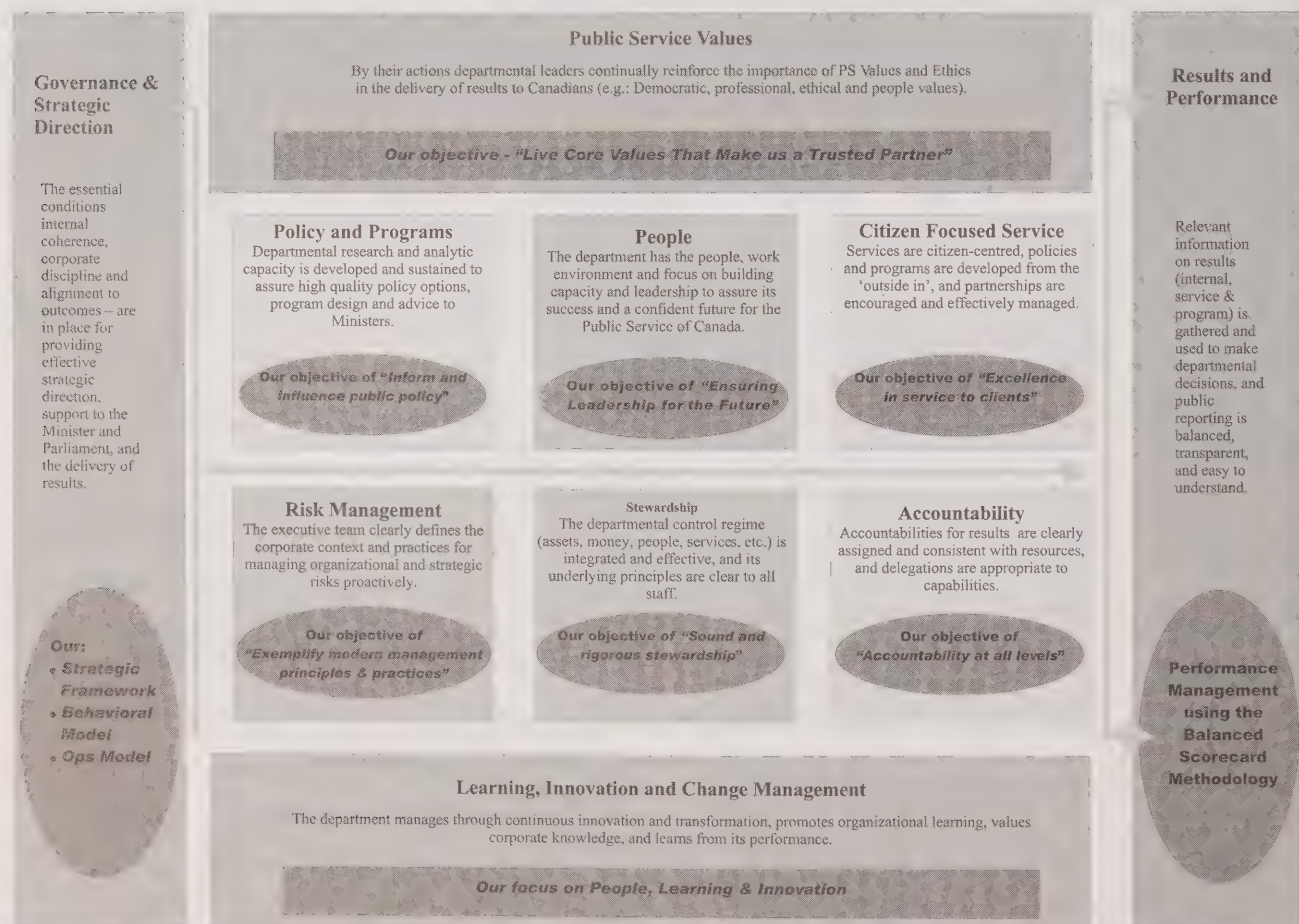 Governance &
Strategic
Direction
The essential
conditions
internal
coherence,
corporate
discipline and
alignment to
outcomes – are
in place for
providing
effective
strategic
direction,
support to the
Minister and
Parliament, and
the delivery of
results.
Our:
• Strategic
Framework
• Behavioral
Model
• Ops Model
Public Service Values
By their actions departmental leaders continually reinforce the importance of PS Values and Ethics
in the delivery of results to Canadians (e.g.: Democratic, professional, ethical and people values).
Our objective - “Live Core Values That Make us a Trusted Partner”
Policy and Programs
Departmental research and analytic
capacity is developed and sustained to
assure high quality policy options,
program design and advice to
Ministers.
Our objective of “Inform and
influence public policy”
People
The department has the people, work
environment and focus on building
capacity and leadership to assure its
success and a confident future for the
Public Service of Canada.
Our objective of “Ensuring
Leadership for the Future”
Citizen Focused Service
Services are citizen-centred, policies
and programs are developed from the
‘outside in’, and partnerships are
encouraged and effectively managed.
Our objective of “Excellence
in service to clients”
Risk Management
The executive team clearly defines the
corporate context and practices for
managing organizational and strategic
risks proactively.
Our objective of
“Exemplify modern management
principles & practices”
Stewardship
The departmental control regime
(assets, money, people, services, etc.) is
integrated and effective, and its
underlying principles are clear to all
staff.
Our objective of “Sound and
rigorous stewardship”
Accountability
Accountabilities for results are clearly
assigned and consistent with resources,
and delegations are appropriate to
capabilities.
Our objective of
“Accountability at all levels”
Learning, Innovation and Change Management
The department manages through continuous innovation and transformation, promotes organizational learning, values
corporate knowledge, and learns from its performance.
Our focus on People, Learning & Innovation
Results and
Performance
Relevant
information
on results
(internal,
service &
program) is
gathered and
used to make
departmental
decisions, and
public
reporting is
balanced,
transparent,
and easy to
understand.
Performance
Management
using the
Balanced
Scorecard
Methodology